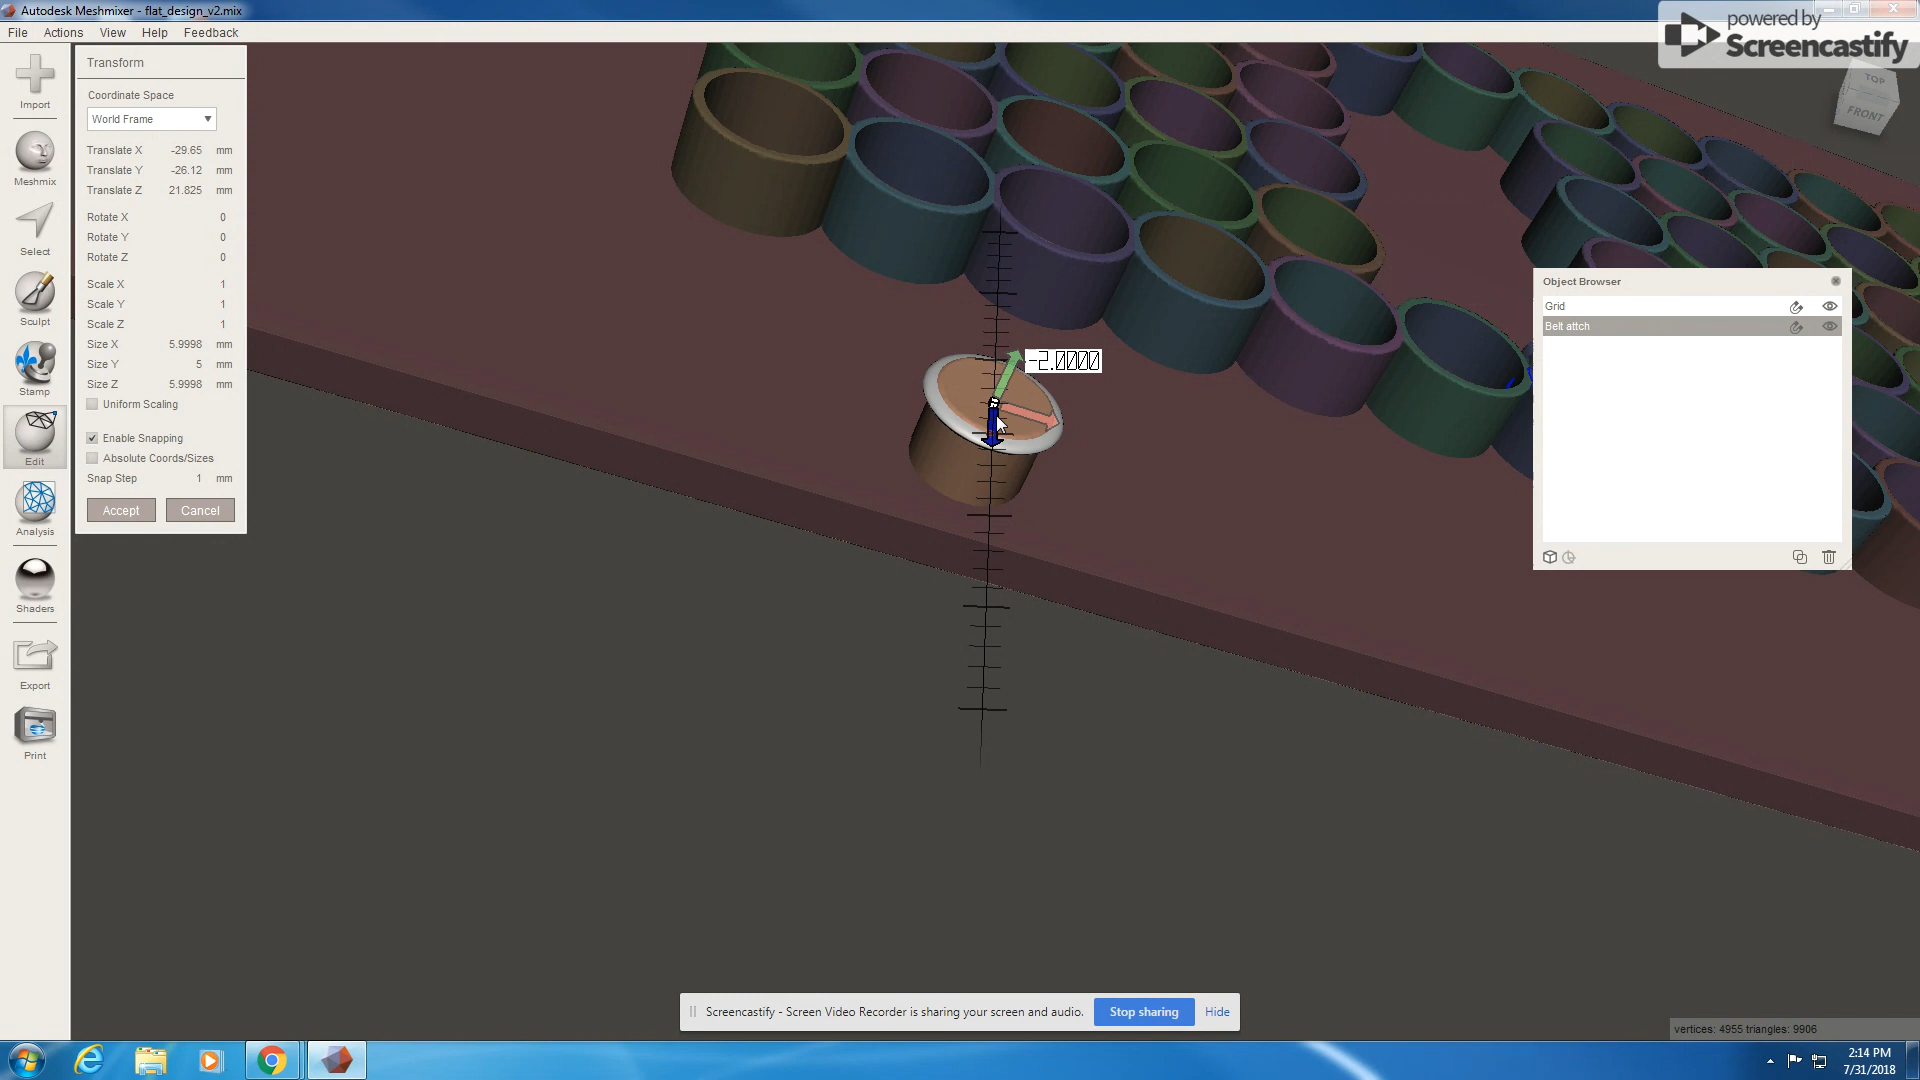 Autodesk Meshmixer - flat_design_v2.mix
File Actions View Help Feedback
powered by
Screencastify
TOP
FRONT
Import
Meshmix
Select
Sculpt
Stamp
Edit
Analysis
Shaders
Export
Print
Transform
Coordinate Space
World Frame
Translate X -29.65 mm
Translate Y -26.12 mm
Translate Z 21.825 mm
Rotate X 0
Rotate Y 0
Rotate Z 0
Scale X 1
Scale Y 1
Scale Z 1
Size X 5.9998 mm
Size Y 5 mm
Size Z 5.9998 mm
Uniform Scaling
Enable Snapping
Absolute Coords/Sizes
Snap Step 1 mm
Accept Cancel
-2.0000
Object Browser
Grid
Belt attch
Screencastify - Screen Video Recorder is sharing your screen and audio. Stop sharing Hide
vertices: 4955 triangles: 9906
2:14 PM
7/31/2018